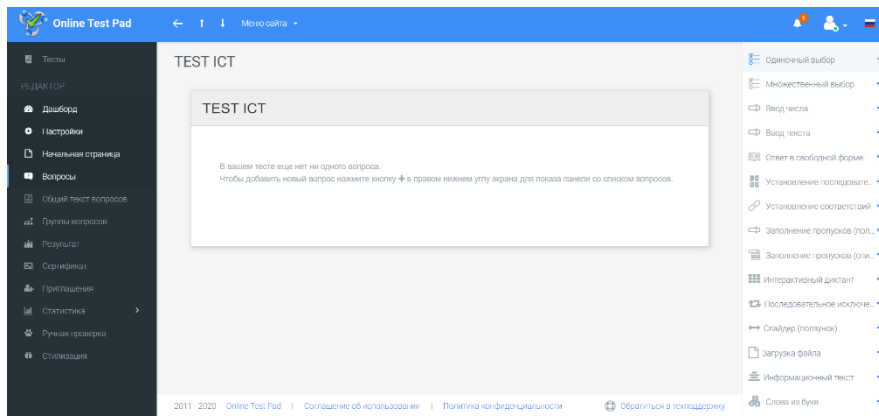 Online Test Pad
Меню сайта
1
Тесты
РЕДАКТОР
Дашборд
Настройки
Начальная страница
Вопросы
Общий текст вопросов
Группы вопросов
Результат
Сертификат
Приглашения
Статистика
Ручная проверка
Стилизация
TEST ICT
TEST ICT
В вашем тесте еще нет ни одного вопроса.
Чтобы добавить новый вопрос нажмите кнопку + в правом нижнем углу экрана для показа панели со списком вопросов.
2011 - 2020 Online Test Pad | Соглашение об использовании | Политика конфиденциальности Обратиться в техподдержку
Одиночный выбор
Множественный выбор
Ввод числа
Ввод текста
Ответ в свободной форме
Установление последовате...
Установление соответствий
Заполнение пропусков (пол...
Заполнение пропусков (спи...
Интерактивный диктант
Последовательное исключе...
Слайдер (ползунок)
Загрузка файла
Информационный текст
Слова из букв